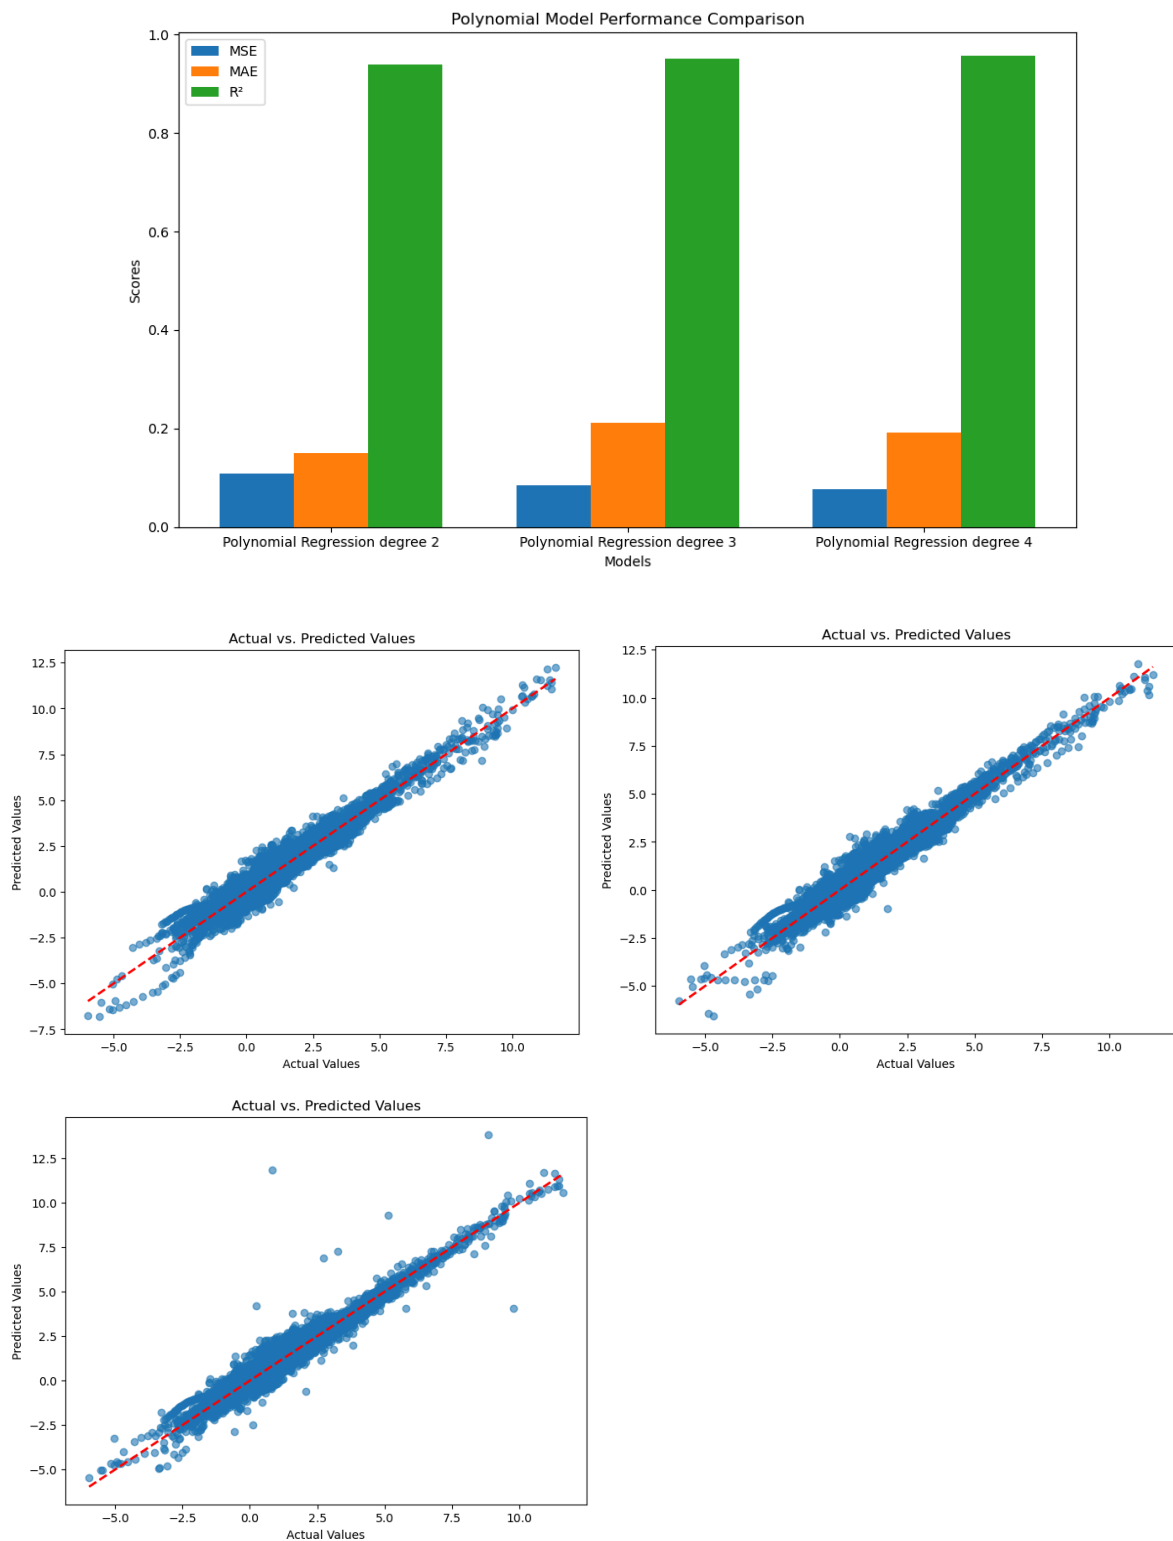 Polynomial Model Performance Comparison
MSE
MAE
R²
1.0
0.8
0.6
0.4
0.2
0.0
Scores
Polynomial Regression degree 2
Polynomial Regression degree 3
Polynomial Regression degree 4
Models
Actual vs. Predicted Values
12.5
10.0
7.5
5.0
2.5
0.0
−2.5
−5.0
−7.5
Predicted Values
−5.0 −2.5 0.0 2.5 5.0 7.5 10.0
Actual Values
Actual vs. Predicted Values
12.5
10.0
7.5
5.0
2.5
0.0
−2.5
−5.0
Predicted Values
−5.0 −2.5 0.0 2.5 5.0 7.5 10.0
Actual Values
Actual vs. Predicted Values
12.5
10.0
7.5
5.0
2.5
0.0
−2.5
−5.0
Predicted Values
−5.0 −2.5 0.0 2.5 5.0 7.5 10.0
Actual Values